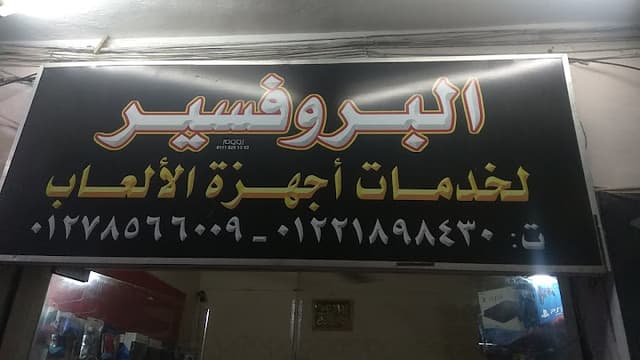 البروفسير
لخدمات أجهزة الألعاب
ت: ٠١٢٢١٨٩٨٤٣٠ - ٠١٢٧٨٥٦٦٠٠٩